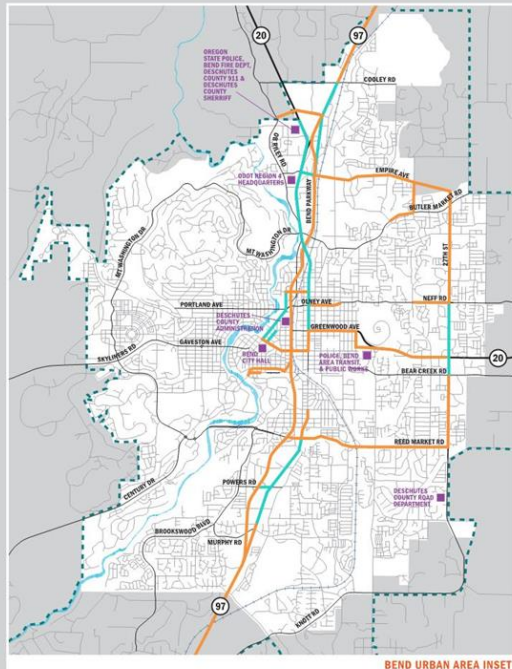 20
97
OREGON
STATE POLICE,
BEND FIRE DEPT,
DESCHUTES
COUNTY 911 &
DESCHUTES
COUNTY
SHERRIFF
COOLEY RD
OB RILEY RD
ODOT REGION 4
HEADQUARTERS
EMPIRE AVE
BUTLER MARKET RD
BEND PARKWAY
MT WASHINGTON DR
MT WASHINGTON DR
27TH ST
PORTLAND AVE
OLNEY AVE
NEFF RD
DESCHUTES
COUNTY
ADMINISTRATION
GREENWOOD AVE
GAVESTON AVE
SKYLINERS RD
BEND
CITY HALL
POLICE, BEND
AREA TRANSIT,
& PUBLIC WORKS
20
BEAR CREEK RD
REED MARKET RD
CENTURY DR
POWERS RD
DESCHUTES
COUNTY ROAD
DEPARTMENT
BROOKSWOOD BLVD
MURPHY RD
97
KNOTT RD
BEND URBAN AREA INSET